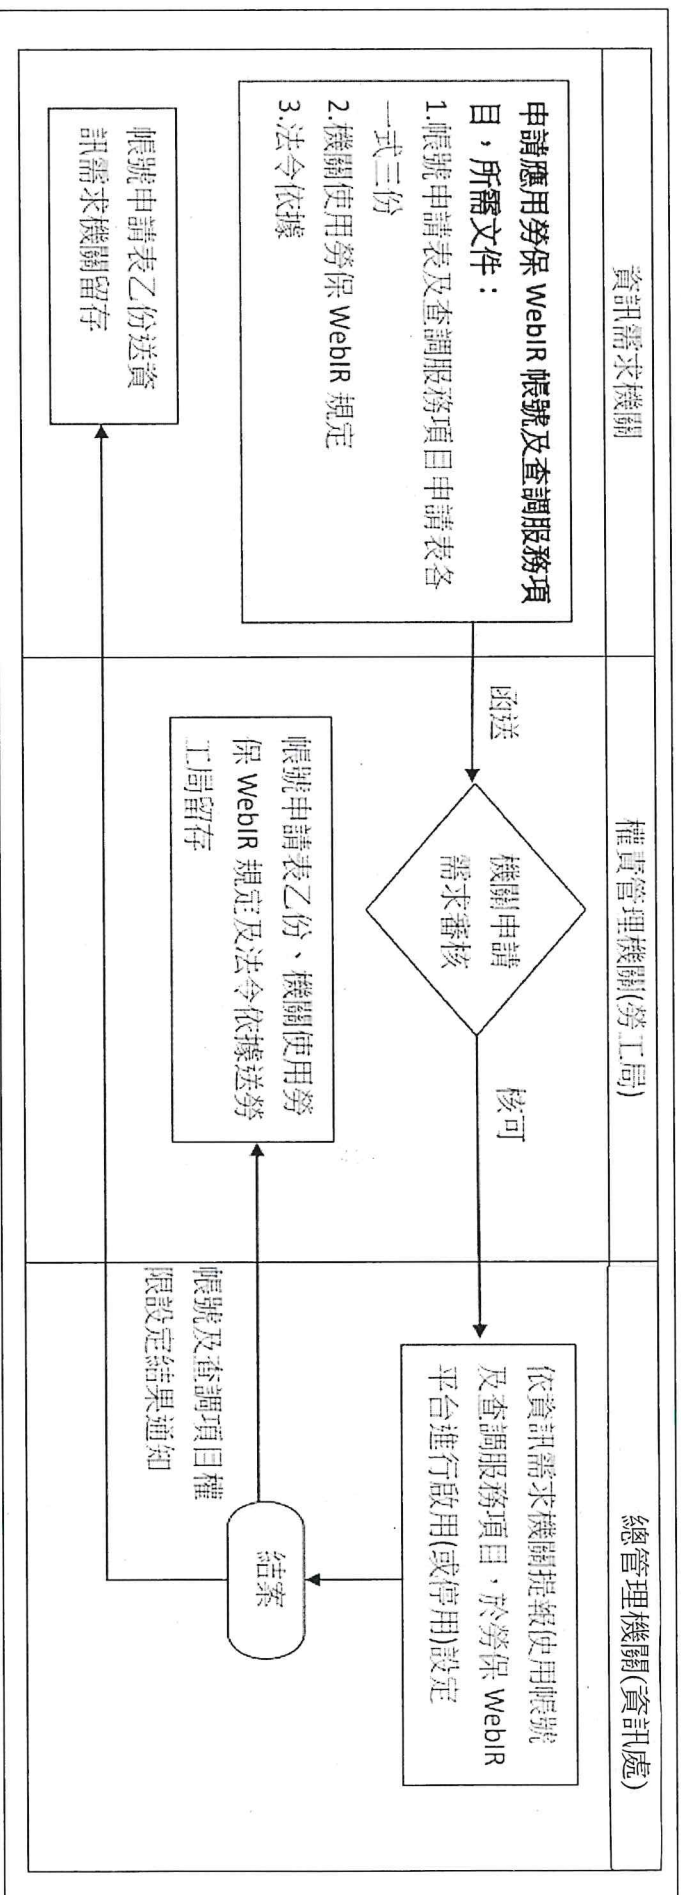 資訊需求機關
權責管理機關(勞工局)
總管理機關(資訊處)
申請應用勞保 WebIR 帳號及查調服務項
目，所需文件：
1.帳號申請表及查調服務項目申請表各
一式三份
2.機關使用勞保 WebIR 規定
3.法令依據
函送
機關申請
需求審核
核可
依資訊需求機關提報使用帳號
及查調服務項目，於勞保 WebIR
平台進行啟用(或停用)設定
結案
帳號及查調項目權
限設定結果通知
帳號申請表乙份、機關使用勞
保 WebIR 規定及法令依據送勞
工局留存
帳號申請表乙份送資
訊需求機關留存